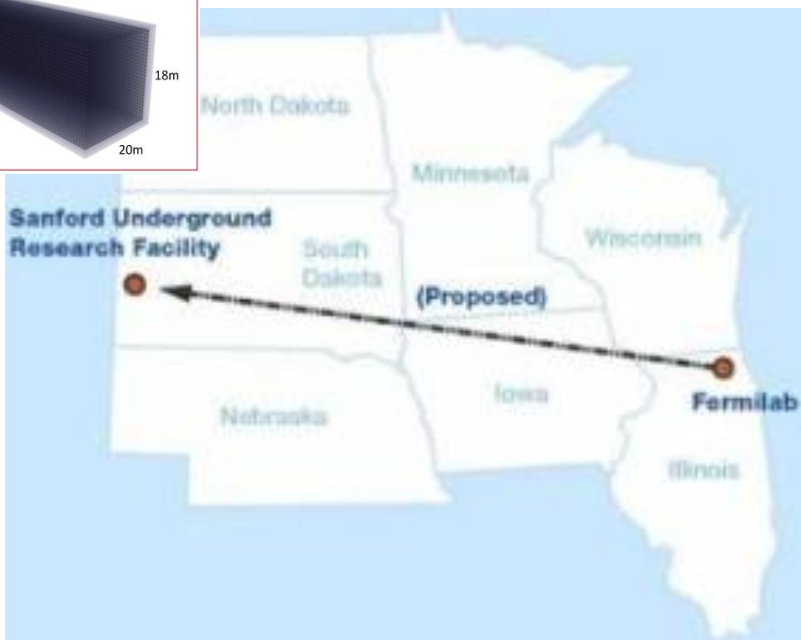 18m
20m
North Dakota
Minnesota
Sanford Underground
Research Facility
South
Dakota
Wisconsin
(Proposed)
Iowa
Nebraska
Fermilab
Illinois